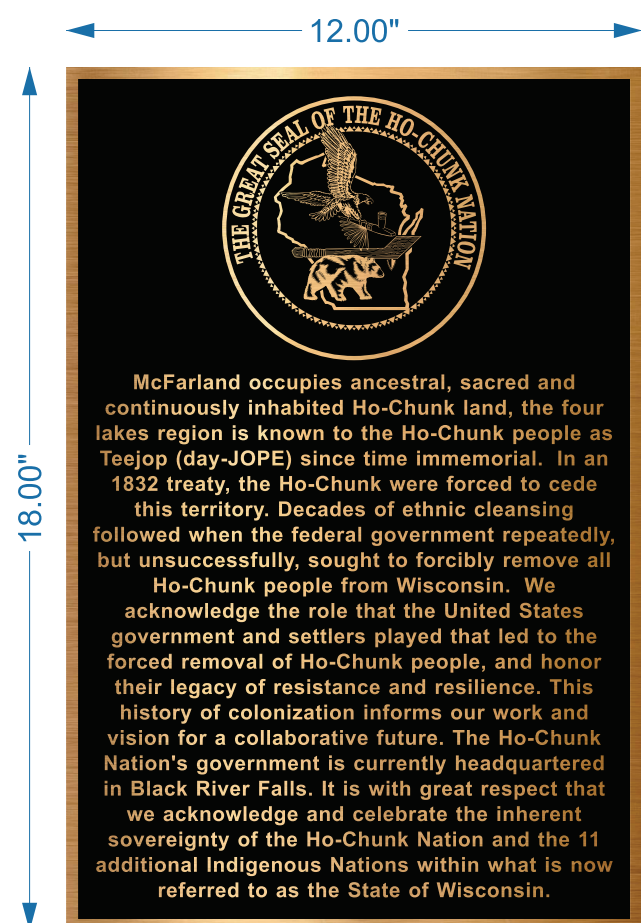 12.00"
18.00"
THE GREAT SEAL OF THE HO-CHUNK NATION
McFarland occupies ancestral, sacred and
continuously inhabited Ho-Chunk land, the four
lakes region is known to the Ho-Chunk people as
Teejop (day-JOPE) since time immemorial.  In an
1832 treaty, the Ho-Chunk were forced to cede
this territory. Decades of ethnic cleansing
followed when the federal government repeatedly,
but unsuccessfully, sought to forcibly remove all
Ho-Chunk people from Wisconsin.  We
acknowledge the role that the United States
government and settlers played that led to the
forced removal of Ho-Chunk people, and honor
their legacy of resistance and resilience. This
history of colonization informs our work and
vision for a collaborative future. The Ho-Chunk
Nation's government is currently headquartered
in Black River Falls. It is with great respect that
we acknowledge and celebrate the inherent
sovereignty of the Ho-Chunk Nation and the 11
additional Indigenous Nations within what is now
referred to as the State of Wisconsin.